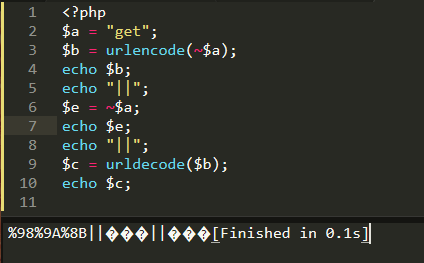 1 <?php
2 $a = "get";
3 $b = urlencode(~$a);
4 echo $b;
5 echo "||";
6 $e = ~$a;
7 echo $e;
8 echo "||";
9 $c = urldecode($b);
10 echo $c;
11
%98%9A%8B||���||���[Finished in 0.1s]